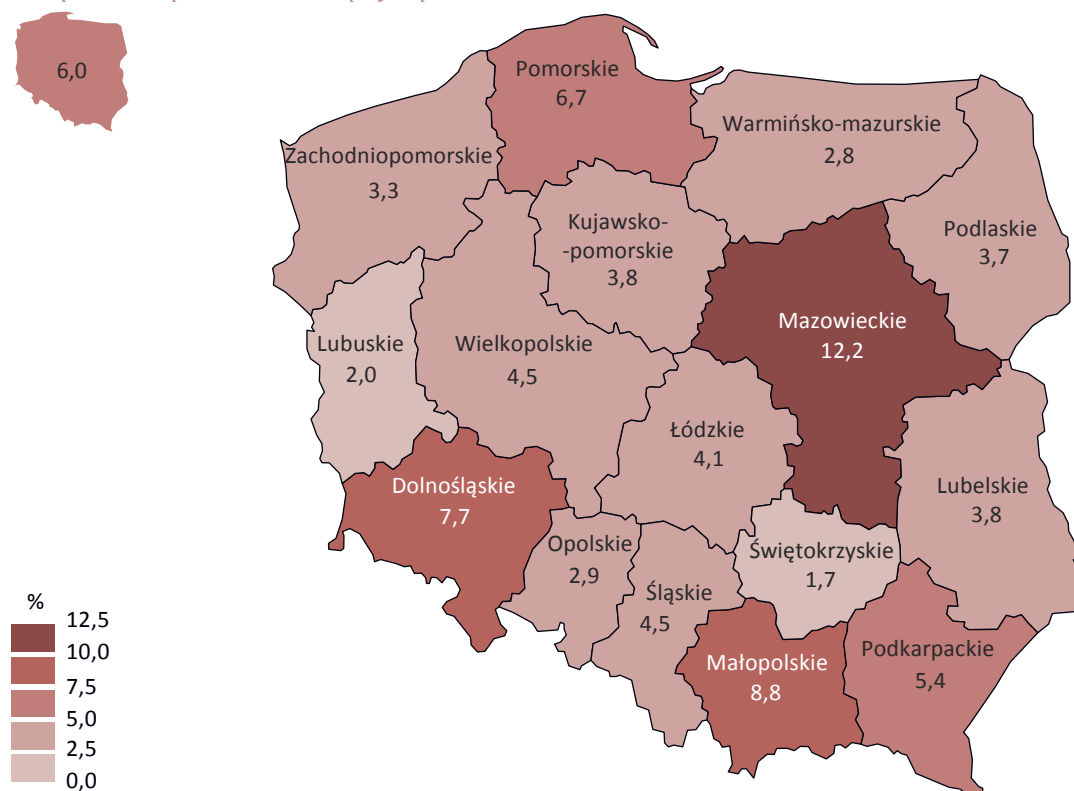 6,0
Pomorskie
6,7
Warmińsko-mazurskie
2,8
Zachodniopomorskie
3,3
Kujawsko-
-pomorskie
3,8
Podlaskie
3,7
Mazowieckie
12,2
Lubuskie
2,0
Wielkopolskie
4,5
Łódzkie
4,1
Dolnośląskie
7,7
Lubelskie
3,8
Opolskie
2,9
Świętokrzyskie
1,7
Śląskie
4,5
Małopolskie
8,8
Podkarpackie
5,4
%
12,5
10,0
7,5
5,0
2,5
0,0